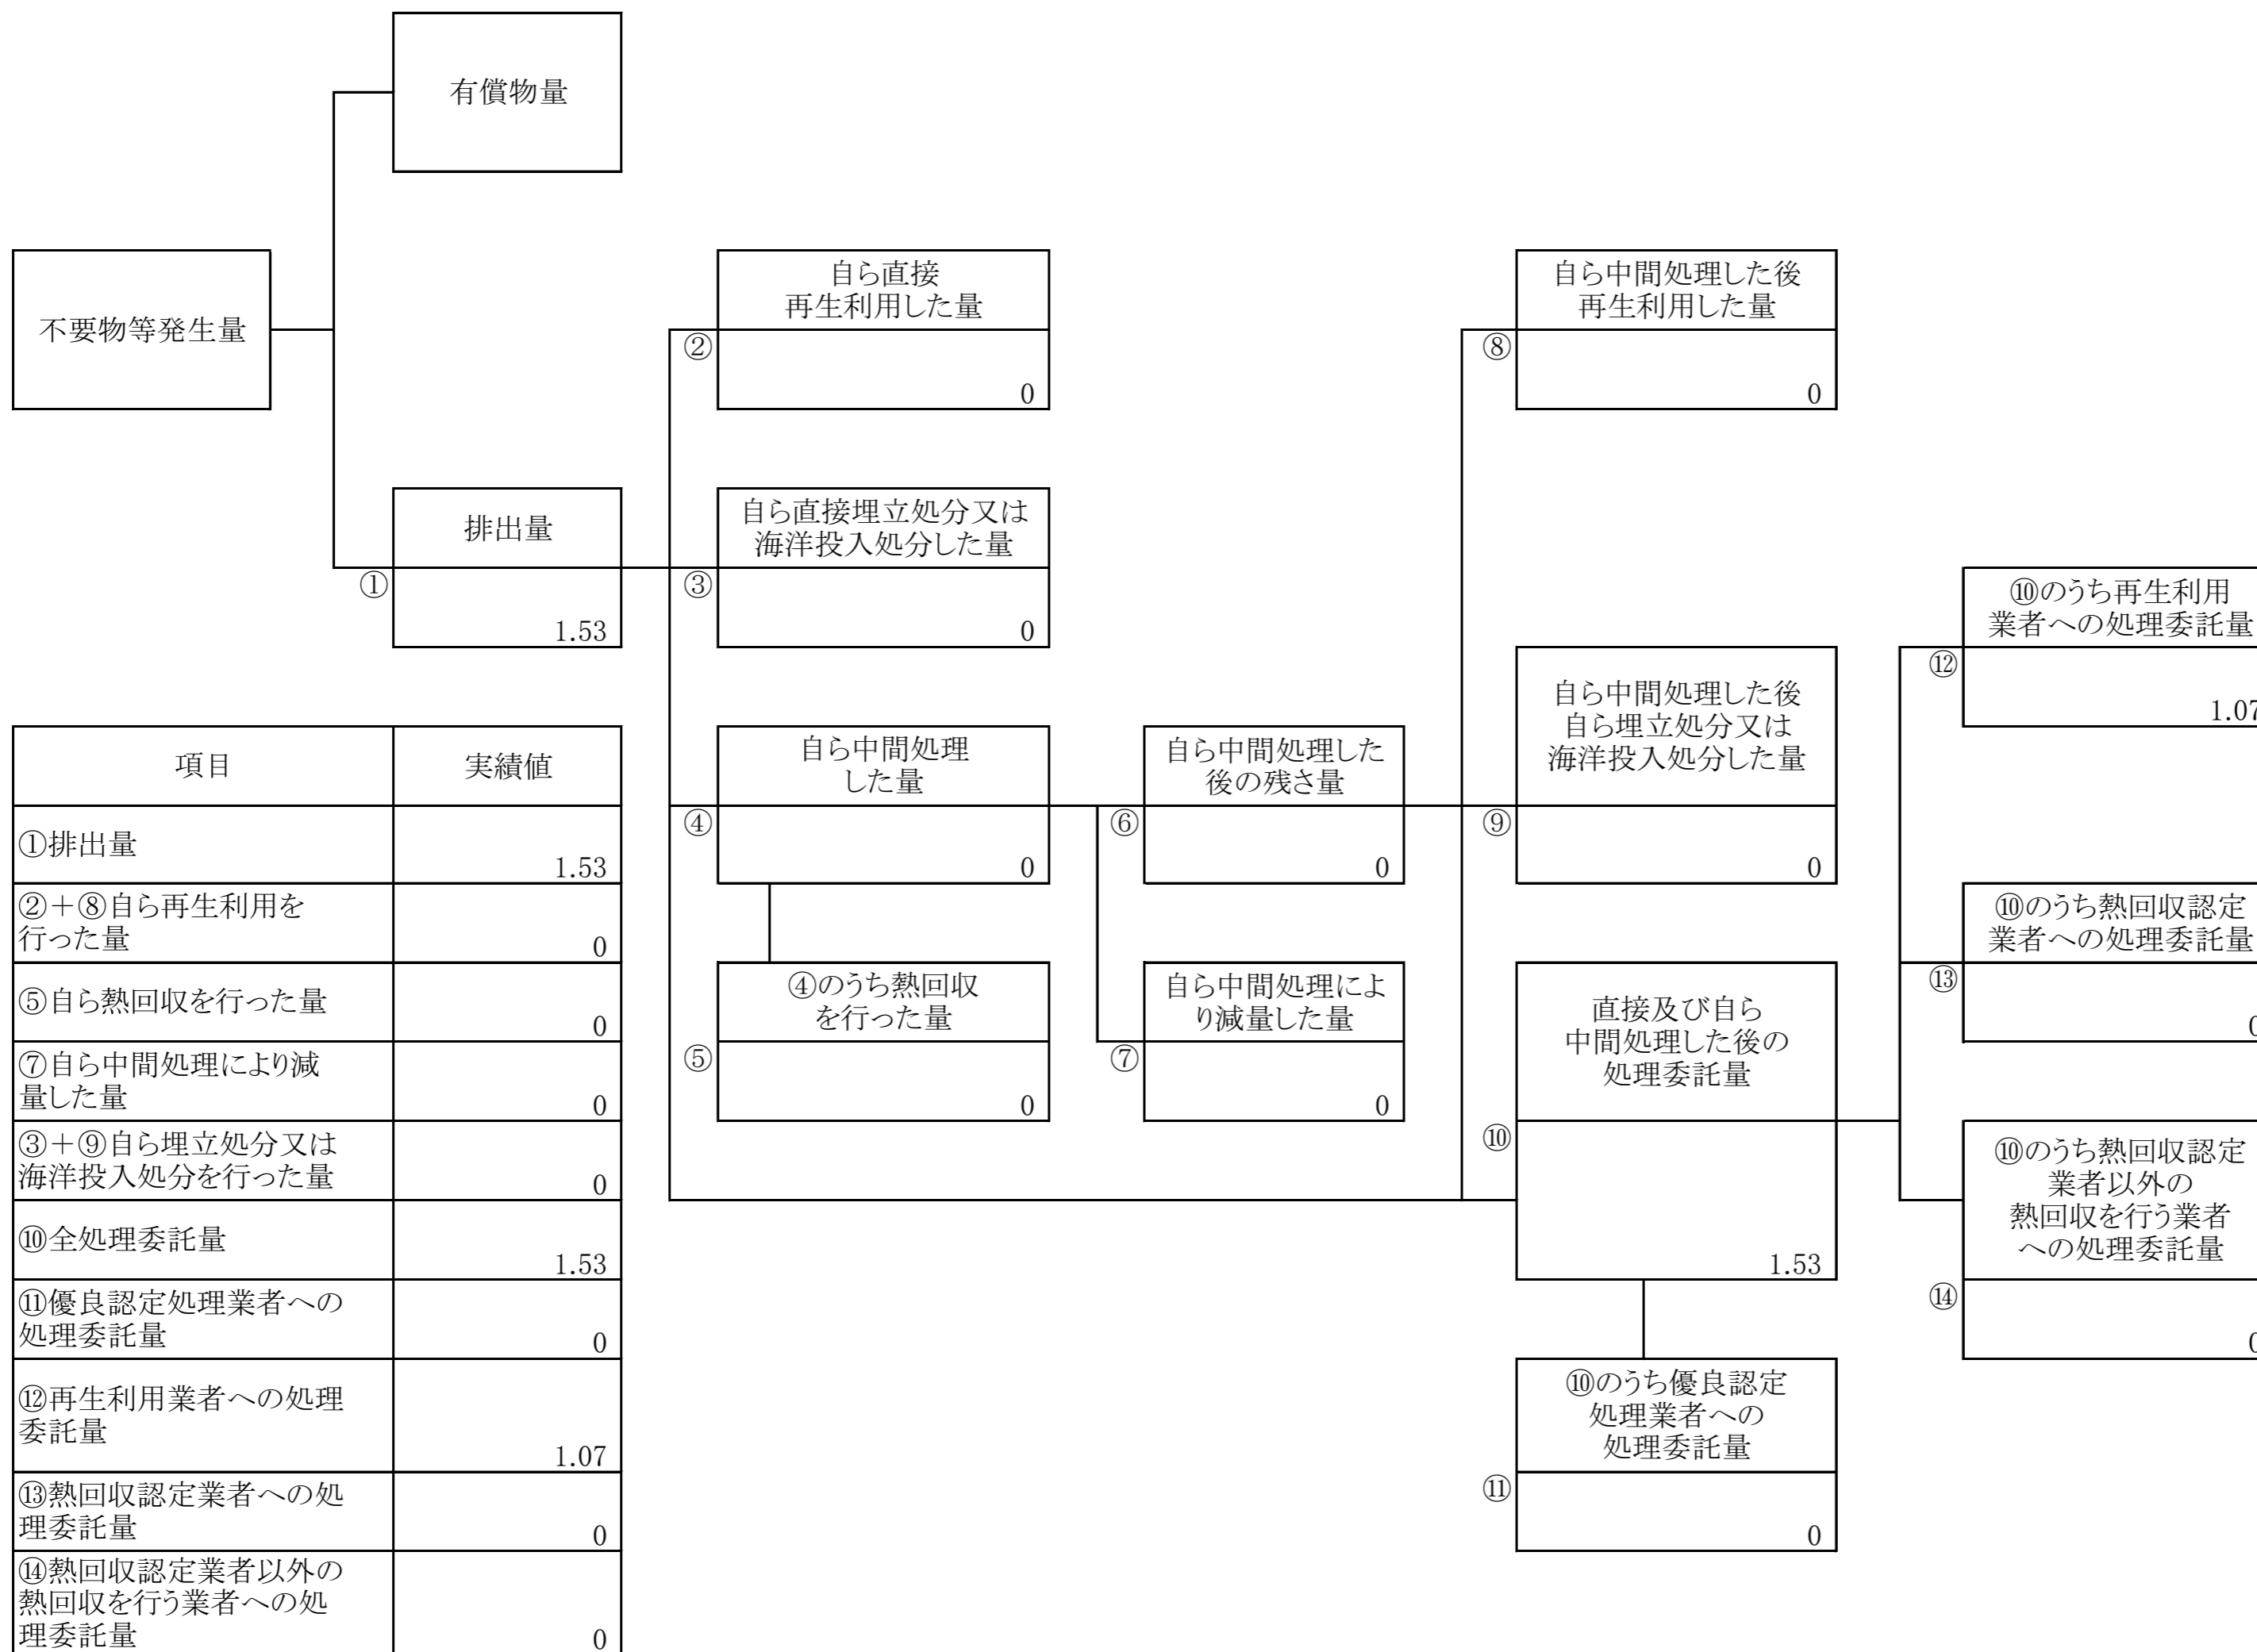 有償物量
不要物等発生量
自ら直接
再生利用した量
②
0
自ら中間処理した後
再生利用した量
⑧
0
排出量
①
1.53
自ら直接埋立処分又は
海洋投入処分した量
③
0
⑩のうち再生利用
業者への処理委託量
⑫
1.07
自ら中間処理
した量
④
0
自ら中間処理した
後の残さ量
⑥
0
自ら中間処理した後
自ら埋立処分又は
海洋投入処分した量
⑨
0
⑩のうち熱回収認定
業者への処理委託量
⑬
0
④のうち熱回収
を行った量
⑤
0
自ら中間処理によ
り減量した量
⑦
0
直接及び自ら
中間処理した後の
処理委託量
⑩
1.53
⑩のうち熱回収認定
業者以外の
熱回収を行う業者
への処理委託量
⑭
0
⑩のうち優良認定
処理業者への
処理委託量
⑪
0
項目 実績値
①排出量
1.53
②＋⑧自ら再生利用を
行った量 0
⑤自ら熱回収を行った量
0
⑦自ら中間処理により減
量した量 0
③＋⑨自ら埋立処分又は
海洋投入処分を行った量 0
⑩全処理委託量
1.53
⑪優良認定処理業者への
処理委託量 0
⑫再生利用業者への処理
委託量
1.07
⑬熱回収認定業者への処
理委託量 0
⑭熱回収認定業者以外の
熱回収を行う業者への処
理委託量 0